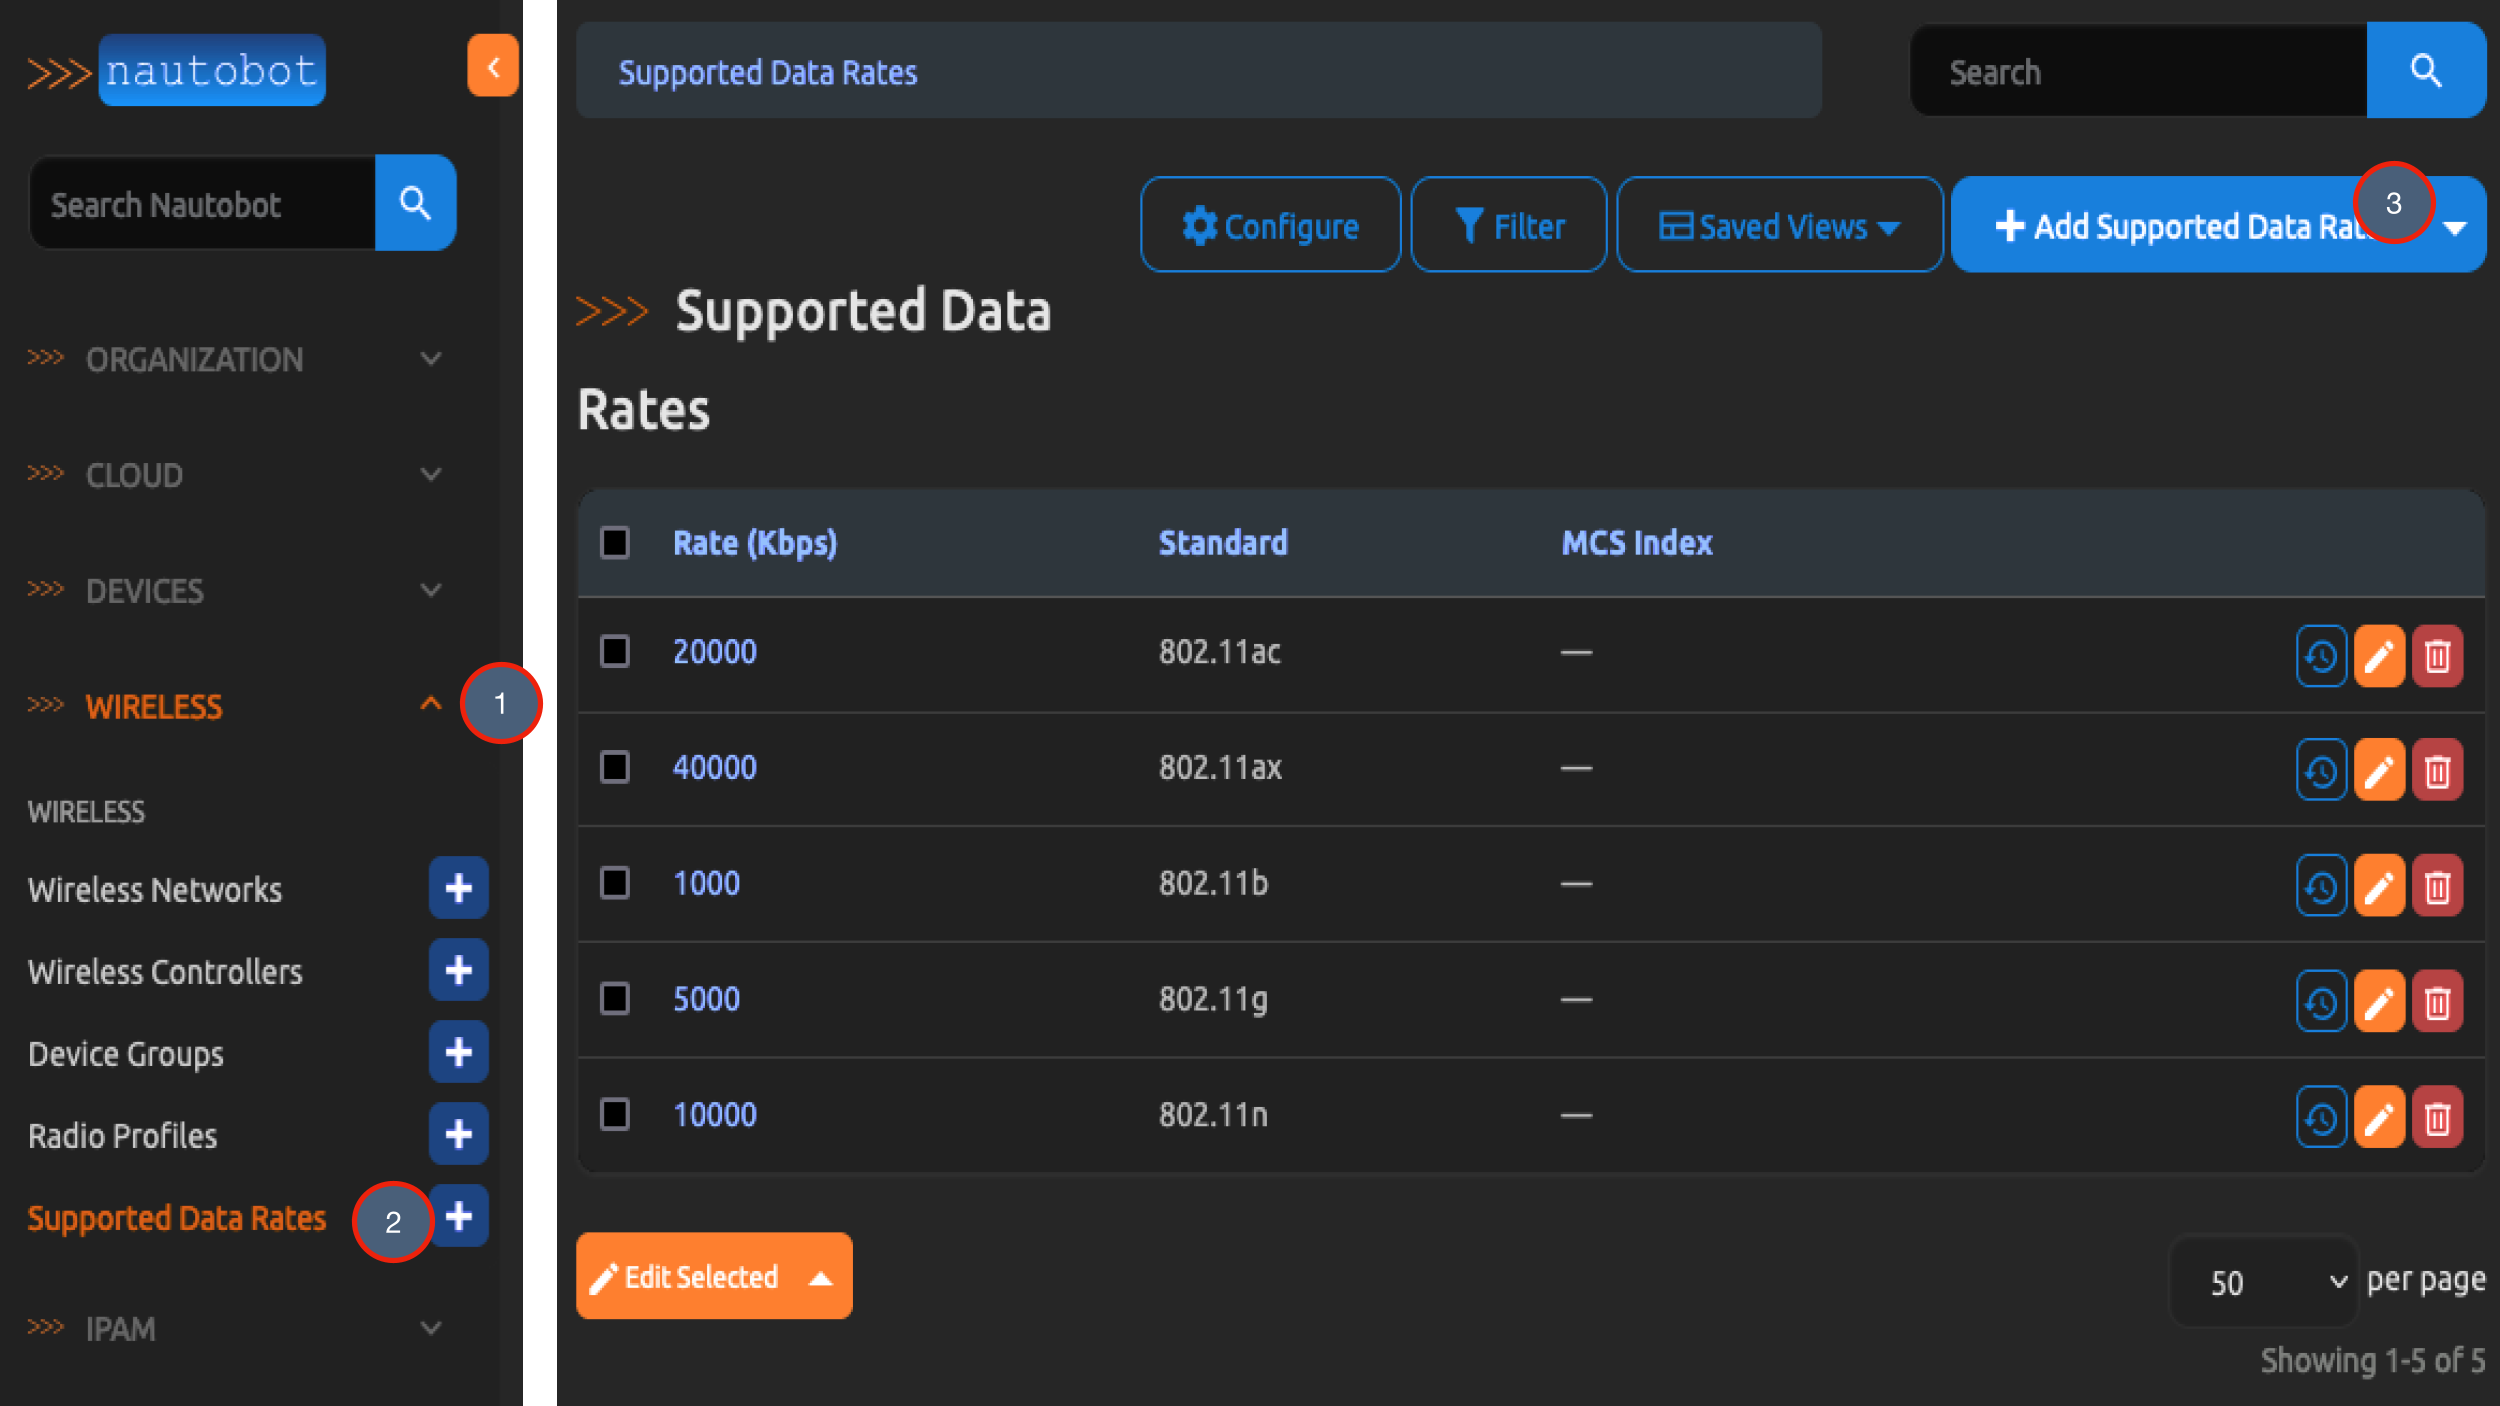 nautobot
Search Nautobot
ORGANIZATION
CLOUD
DEVICES
WIRELESS
1
WIRELESS
Wireless Networks
Wireless Controllers
Device Groups
Radio Profiles
Supported Data Rates
2
IPAM
Supported Data Rates
Search
Configure
Filter
Saved Views
Add Supported Data Rat
3
Supported Data
Rates
Rate (Kbps) Standard MCS Index
20000 802.11ac —
40000 802.11ax —
1000 802.11b —
5000 802.11g —
10000 802.11n —
Edit Selected
50 per page
Showing 1-5 of 5